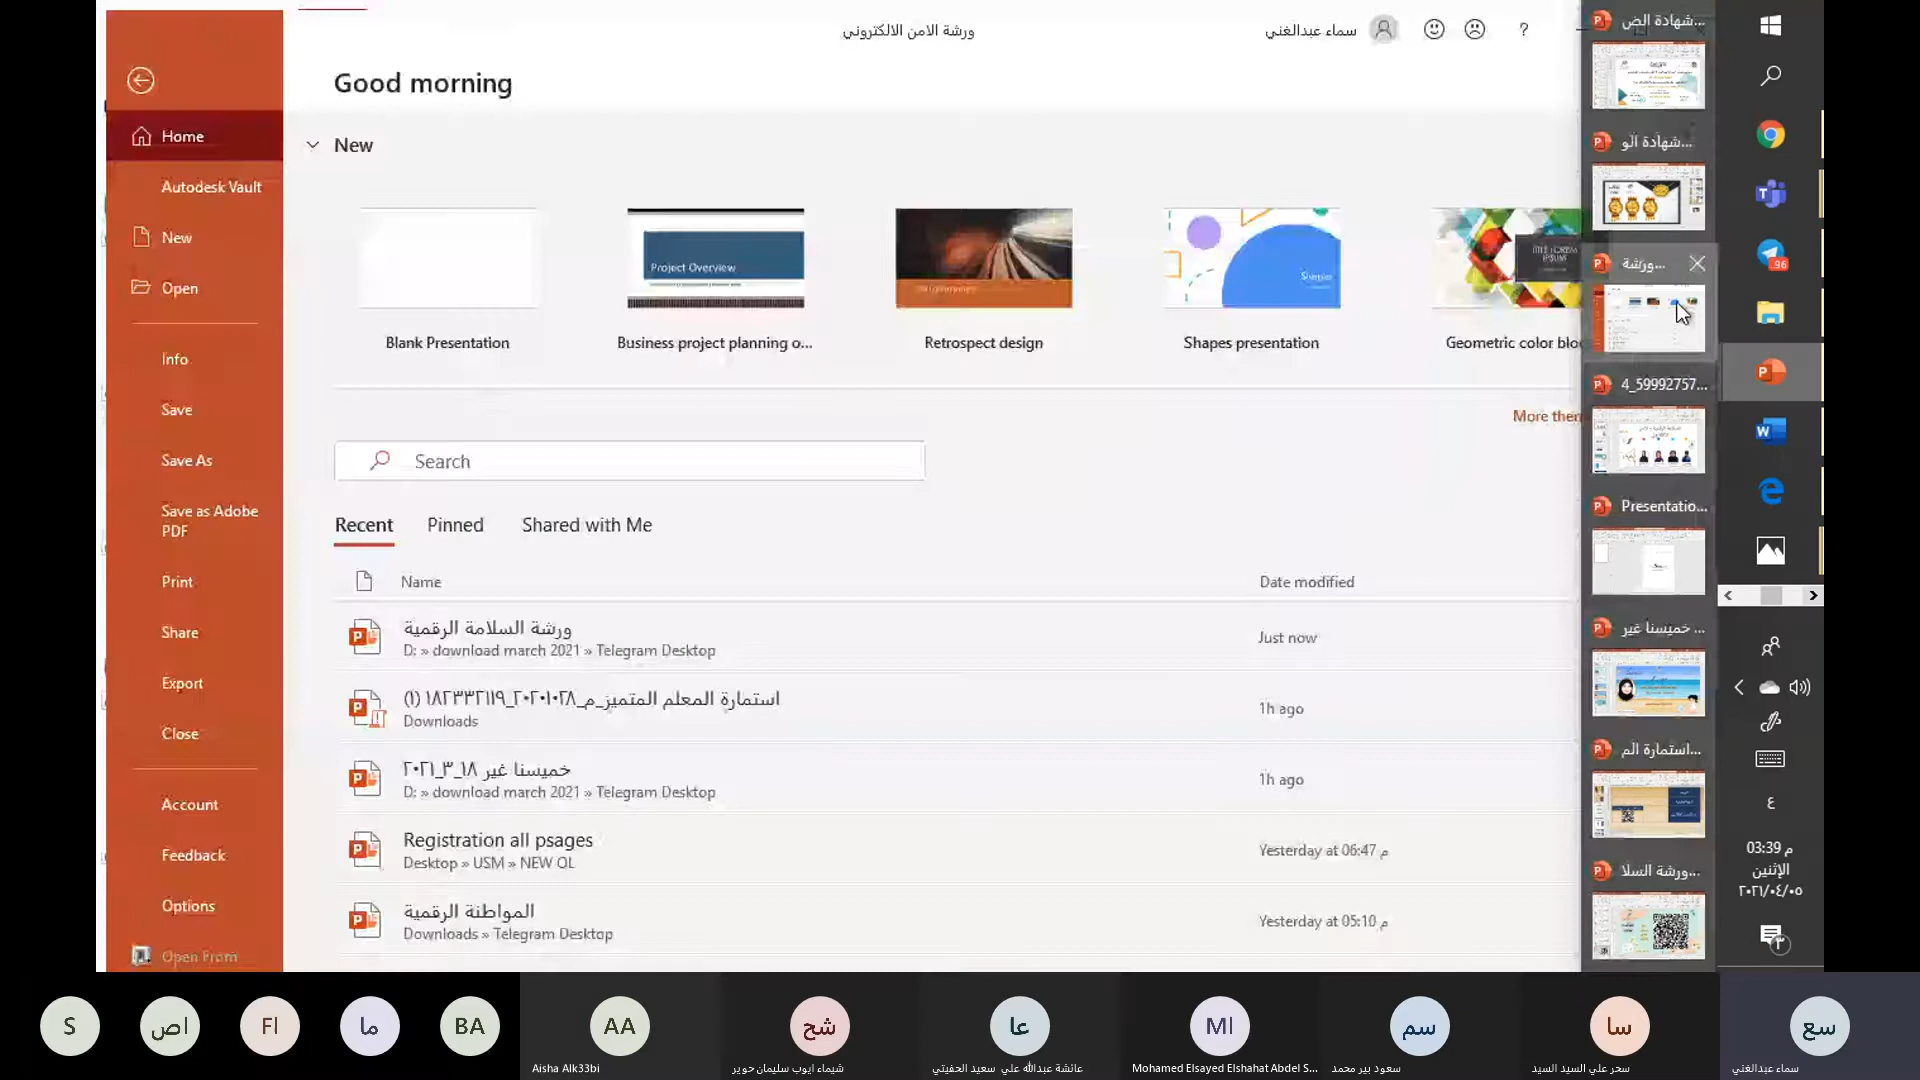 ورشة الامن الالكتروني
سماء عبدالغني
?
Good morning
Home
Autodesk Vault
New
Open
Info
Save
Save As
Save as Adobe
PDF
Print
Share
Export
Close
Account
Feedback
Options
Open From
New
Project Overview
Blank Presentation
Business project planning o...
Retrospect design
Shapes presentation
Geometric color blo
More them
Search
Recent
Pinned
Shared with Me
Name
Date modified
ورشة السلامة الرقمية
D: » download march 2021 » Telegram Desktop
Just now
استمارة المعلم المتميز_م_٢٠٢٠١٠٢٨_١٨٢٣٣٢١١٩ (١)
Downloads
1h ago
خميسنا غير ١٨_٣_٢٠٢١
D: » download march 2021 » Telegram Desktop
1h ago
Registration all psages
Desktop » USM » NEW OL
Yesterday at 06:47 م
المواطنة الرقمية
Downloads » Telegram Desktop
Yesterday at 05:10 م
شهادة الض...
شهادة الو...
ورشة...
4_59992757...
Presentatio...
خميسنا غير ...
استمارة الم...
ورشة السلا...
96
ع
03:39 م
الإثنين
٢٠٢١/٠٤/٠٥
٣
S
اص
FI
ما
BA
AA
شح
عا
MI
سم
سا
سع
Aisha Alk33bi
شيماء ايوب سليمان حوير
عائشة عبدالله علي سعيد الحفيتي
Mohamed Elsayed Elshahat Abdel S...
سعود بير محمد
سحر علي السيد السيد
سماء عبدالغني